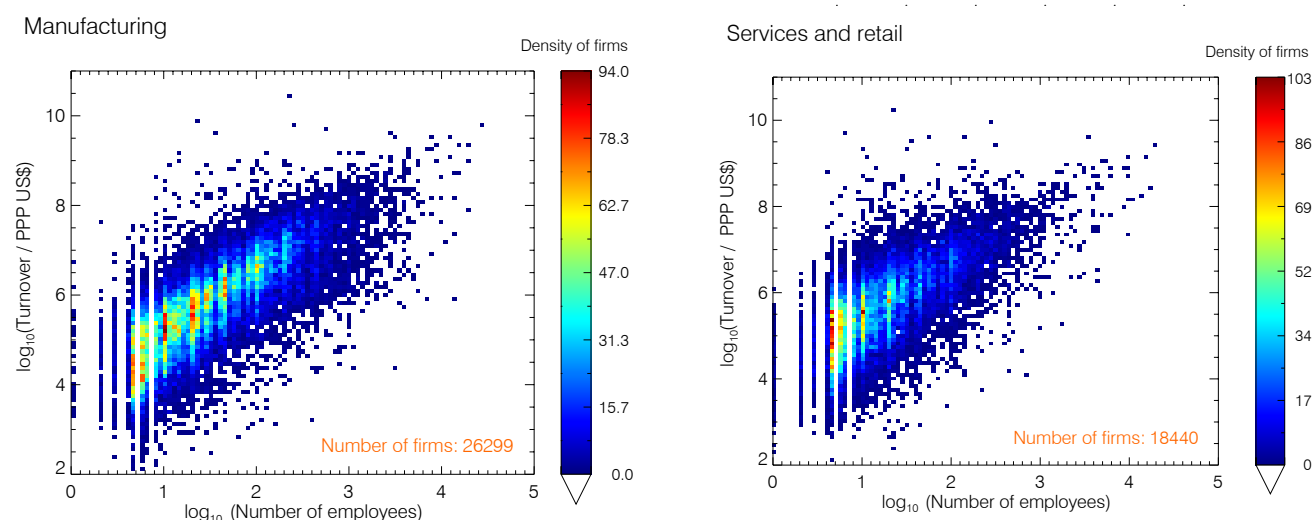 Manufacturing
Density of firms
94.0
78.3
62.7
47.0
31.3
15.7
0.0
10
8
6
4
2
log₁₀(Turnover / PPP US$)
Number of firms: 26299
0 1 2 3 4 5
log₁₀ (Number of employees)
Services and retail
Density of firms
103
86
69
51
34
17
0
10
8
6
4
2
log₁₀(Turnover / PPP US$)
Number of firms: 18440
0 1 2 3 4 5
log₁₀ (Number of employees)